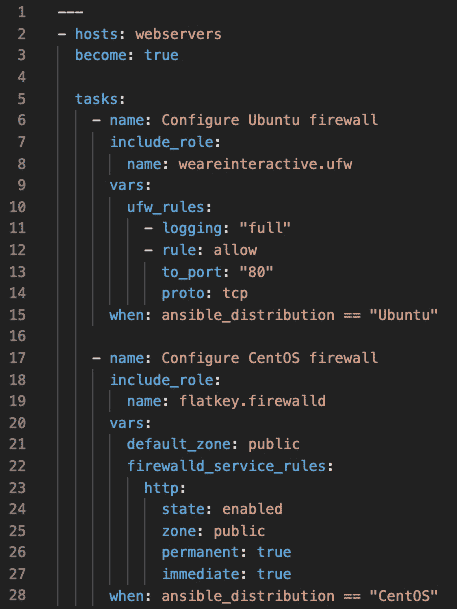 1 ---
2 - hosts: webservers
3   become: true
4
5   tasks:
6     - name: Configure Ubuntu firewall
7       include_role:
8         name: weareinteractive.ufw
9       vars:
10         ufw_rules:
11           - logging: "full"
12           - rule: allow
13             to_port: "80"
14             proto: tcp
15       when: ansible_distribution == "Ubuntu"
16
17     - name: Configure CentOS firewall
18       include_role:
19         name: flatkey.firewalld
20       vars:
21         default_zone: public
22         firewalld_service_rules:
23           http:
24             state: enabled
25             zone: public
26             permanent: true
27             immediate: true
28       when: ansible_distribution == "CentOS"